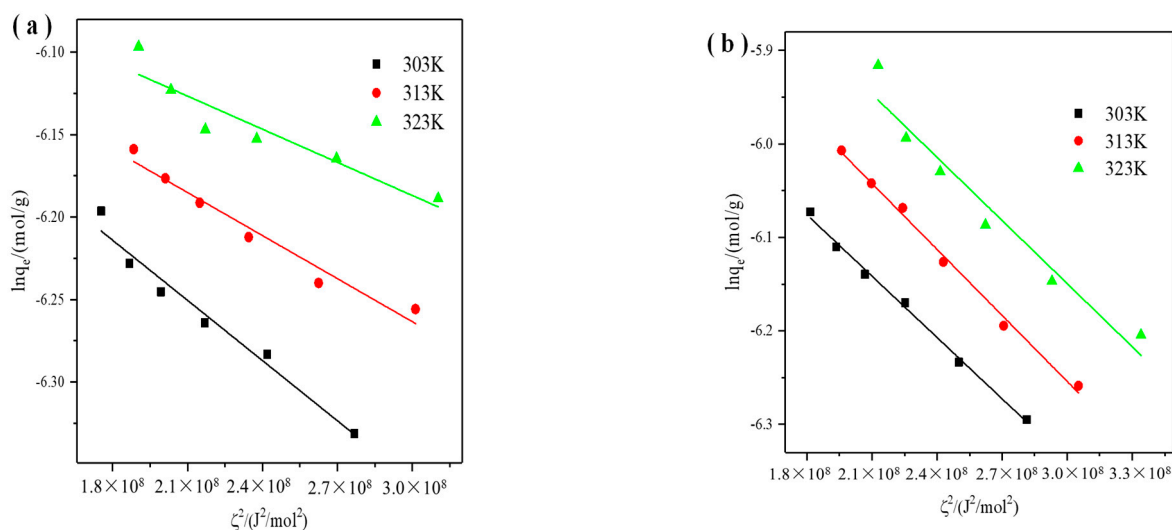 (a)
-6.10
-6.15
-6.20
-6.25
-6.30
lnqₑ/(mol/g)
303K
313K
323K
1.8×10⁸ 2.1×10⁸ 2.4×10⁸ 2.7×10⁸ 3.0×10⁸
ζ²/(J²/mol²)
(b)
-5.9
-6.0
-6.1
-6.2
-6.3
lnqₑ/(mol/g)
303K
313K
323K
1.8×10⁸ 2.1×10⁸ 2.4×10⁸ 2.7×10⁸ 3.0×10⁸ 3.3×10⁸
ζ²/(J²/mol²)